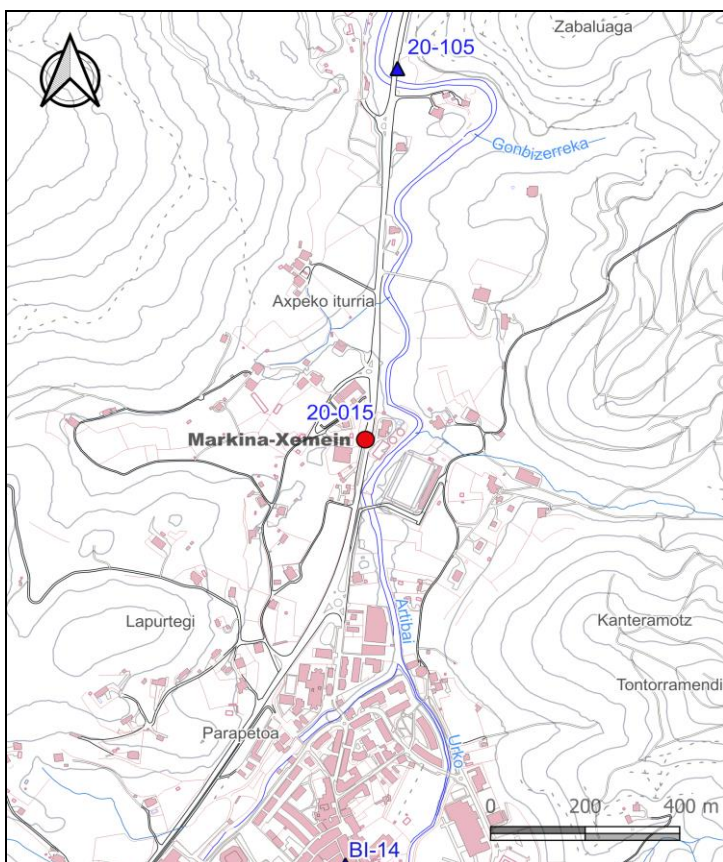 Zabaluaga
20-105
Gonbizerreka
Axpeko iturria
20-015
Markina-Xemein
Artibai
Lapurtegi
Kanteramotz
Tontorramendi
Parapetoa
Urko
0 200 400 m
BI-14